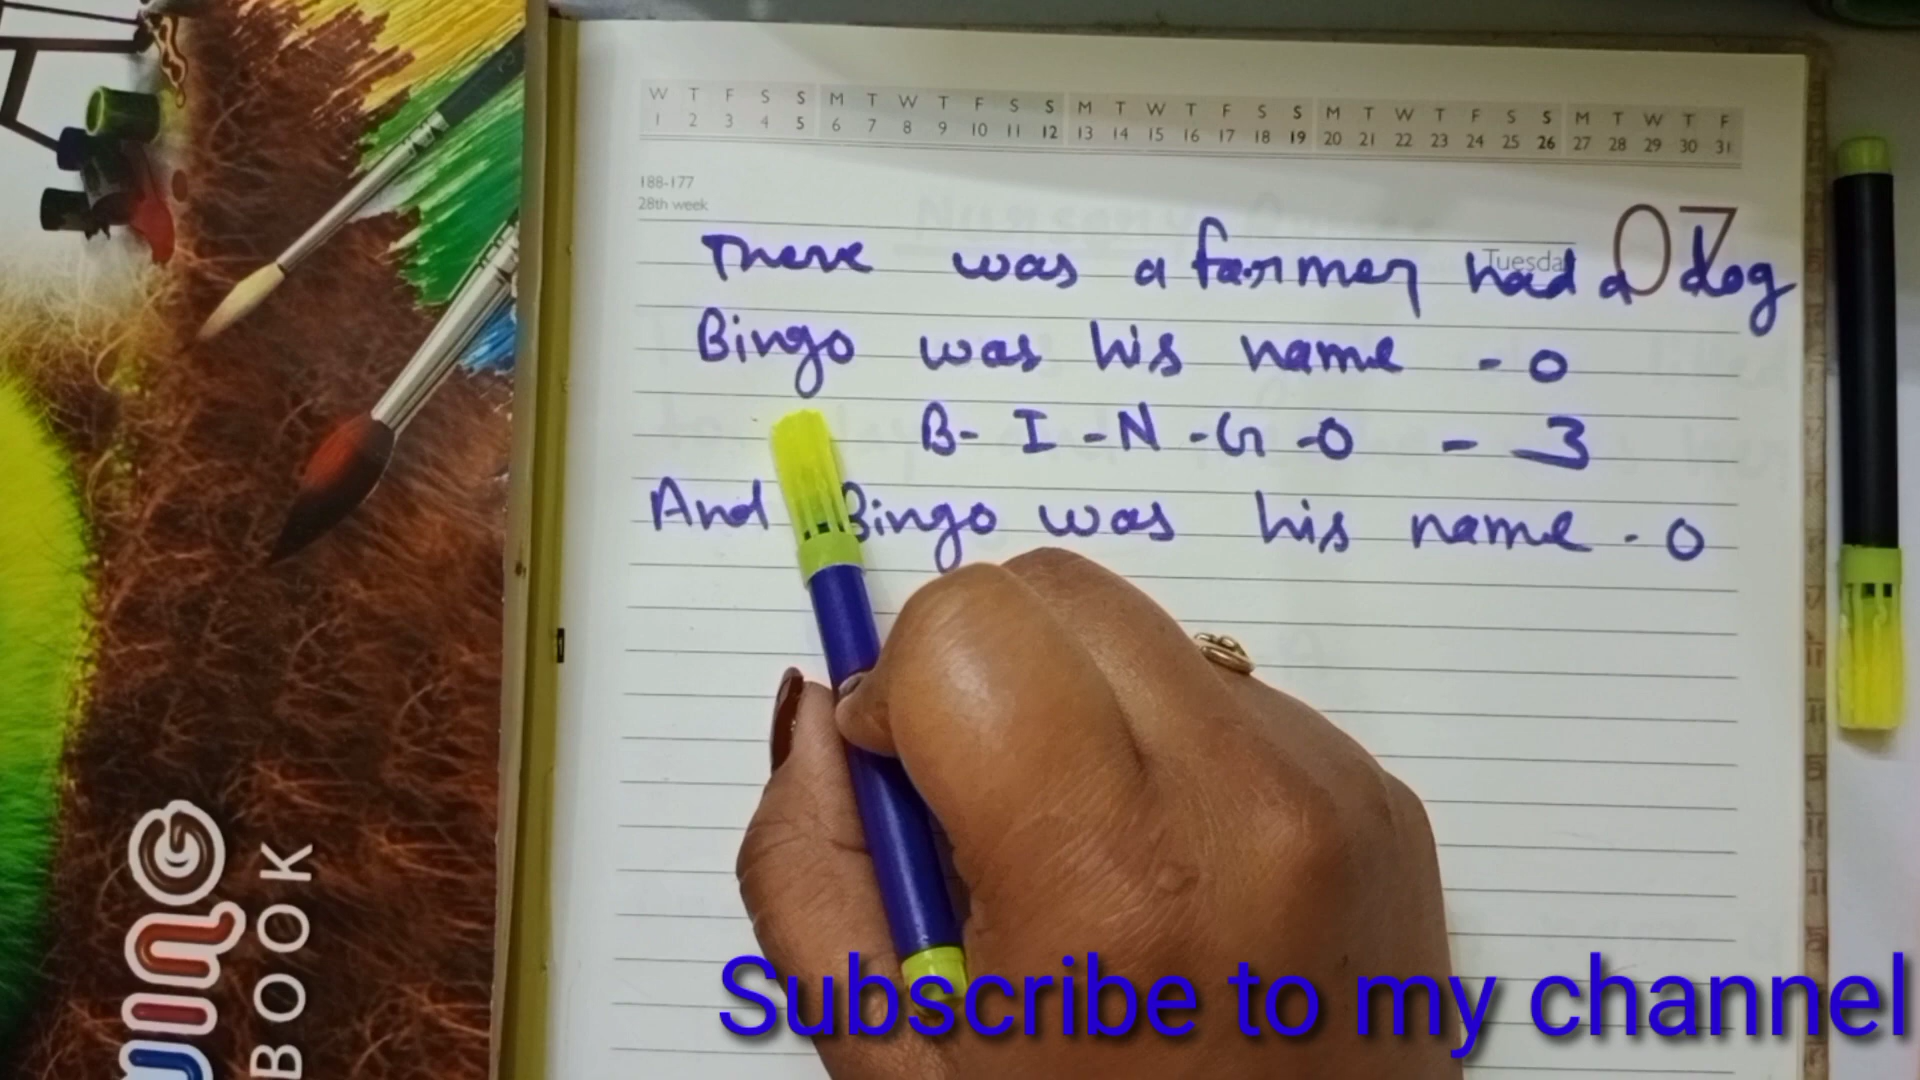 W T F S S M T W T F S S M T W T F S S M T W T F S S M T W T F
1 2 3 4 5 6 7 8 9 10 11 12 13 14 15 16 17 18 19 20 21 22 23 24 25 26 27 28 29 30 31
188-177
28th week
Tuesday 07
There was a farmer had a dog
Bingo was his name - o
B- I - N - G - O - 3
And Bingo was his name - o
BOOK
Subscribe to my channel